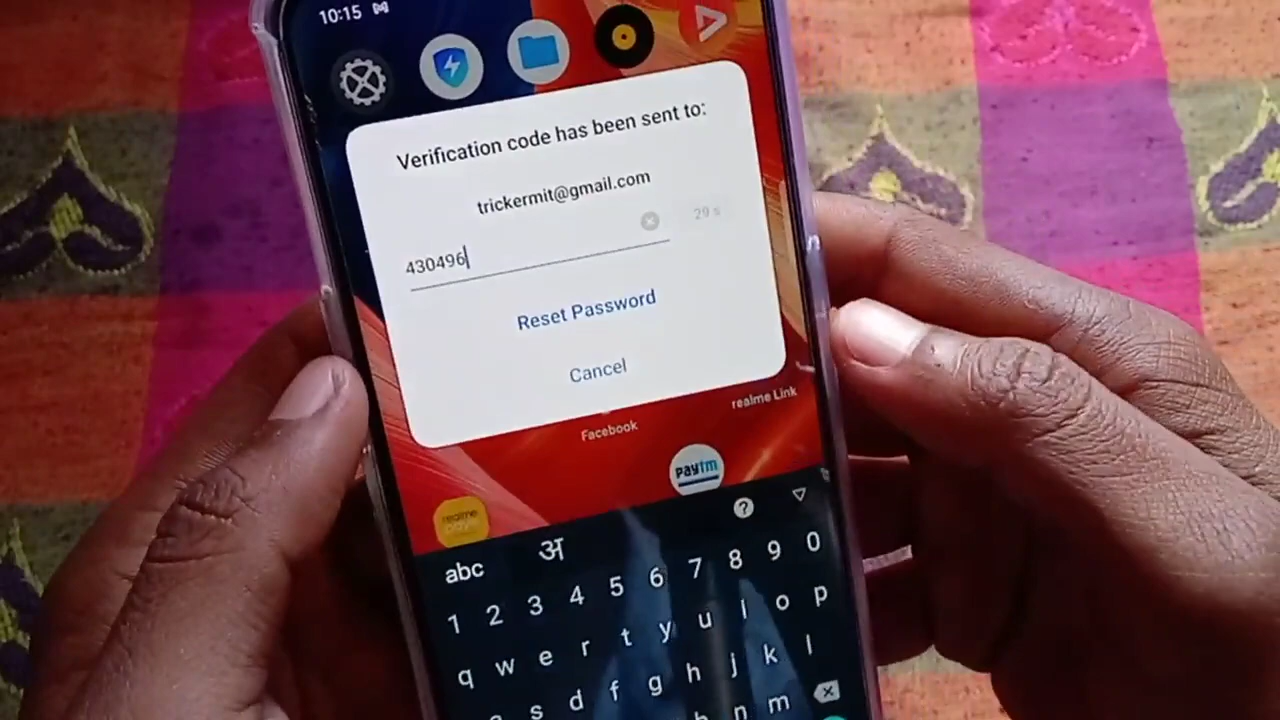 10:15
Verification code has been sent to:
trickermit@gmail.com
430496
29 s
Reset Password
Cancel
Facebook
realme Link
paytm
realme
abc अ
1 2 3 4 5 6 7 8 9 0
q w e r t y u i o p
s d f g h j k l
n m